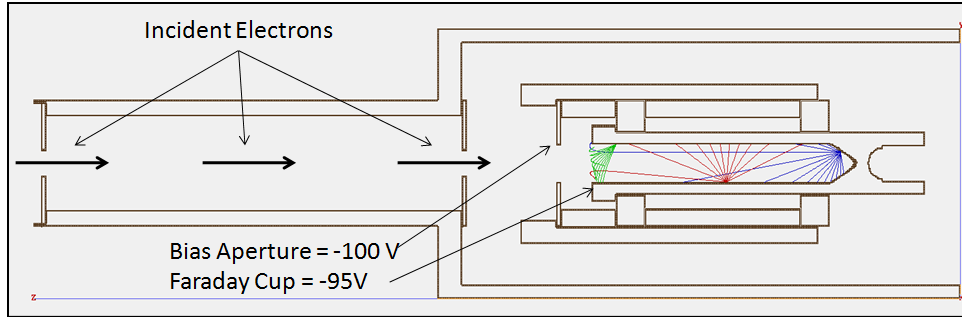 Incident Electrons
Bias Aperture = -100 V
Faraday Cup = -95V
z